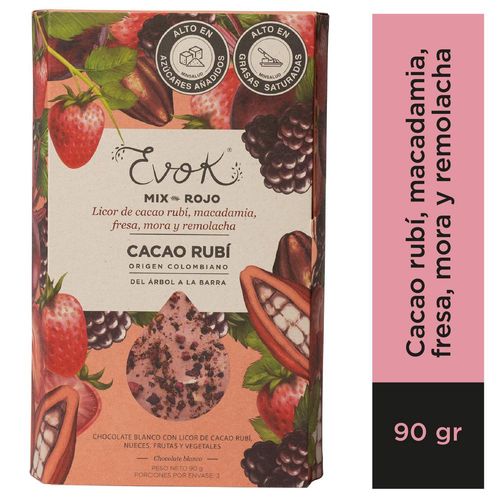 ALTO EN
AZÚCARES AÑADIDOS
MINSALUD
ALTO EN
GRASAS SATURADAS
MINSALUD
Evok®
MIX ROJO
Licor de cacao rubí, macadamia,
fresa, mora y remolacha
CACAO RUBÍ
ORIGEN COLOMBIANO
DEL ÁRBOL A LA BARRA
CHOCOLATE BLANCO CON LICOR DE CACAO RUBÍ,
NUECES, FRUTAS Y VEGETALES
Chocolate blanco
PESO NETO 90 g
PORCIONES POR ENVASE: 3
Cacao rubí, macadamia,
fresa, mora y remolacha
90 gr